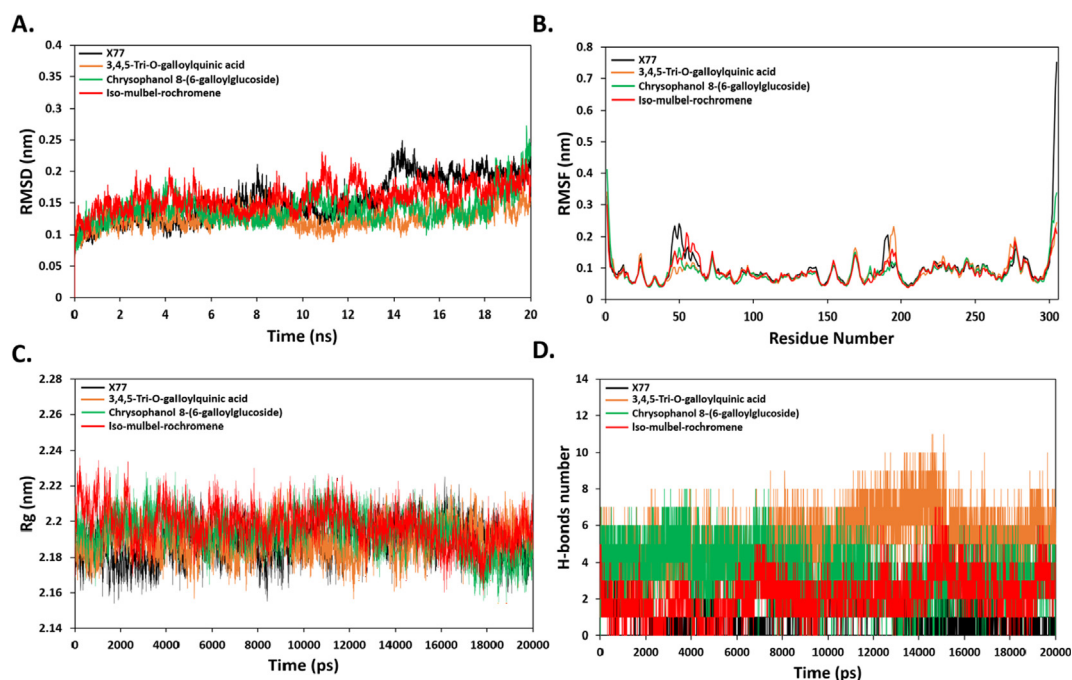 A.
0.4
0.35
0.3
0.25
0.2
0.15
0.1
0.05
0
RMSD (nm)
X77
3,4,5-Tri-O-galloylquinic acid
Chrysophanol 8-(6-galloylglucoside)
Iso-mulbel-rochromene
0 2 4 6 8 10 12 14 16 18 20
Time (ns)
B.
0.8
0.7
0.6
0.5
0.4
0.3
0.2
0.1
0
RMSF (nm)
X77
3,4,5-Tri-O-galloylquinic acid
Chrysophanol 8-(6-galloylglucoside)
Iso-mulbel-rochromene
0 50 100 150 200 250 300
Residue Number
C.
2.28
2.26
2.24
2.22
2.2
2.18
2.16
2.14
Rg (nm)
X77
3,4,5-Tri-O-galloylquinic acid
Chrysophanol 8-(6-galloylglucoside)
Iso-mulbel-rochromene
0 2000 4000 6000 8000 10000 12000 14000 16000 18000 20000
Time (ps)
D.
14
12
10
8
6
4
2
0
H-bonds number
X77
3,4,5-Tri-O-galloylquinic acid
Chrysophanol 8-(6-galloylglucoside)
Iso-mulbel-rochromene
0 2000 4000 6000 8000 10000 12000 14000 16000 18000 20000
Time (ps)